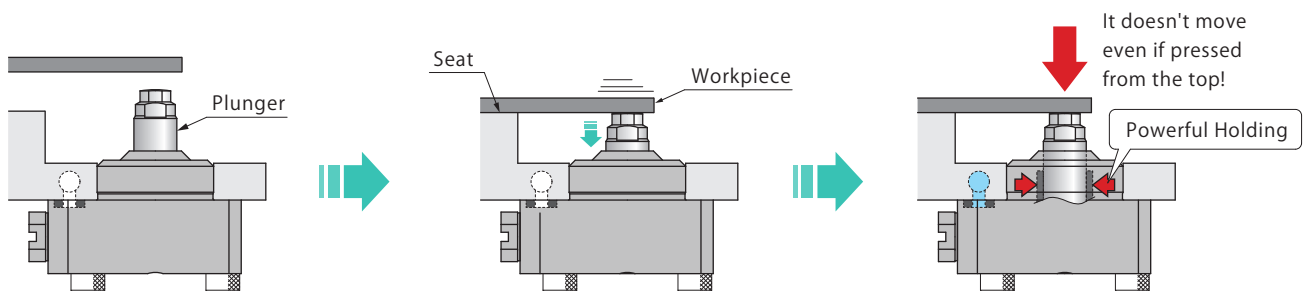 Plunger
Seat
Workpiece
It doesn't move
even if pressed
from the top!
Powerful Holding